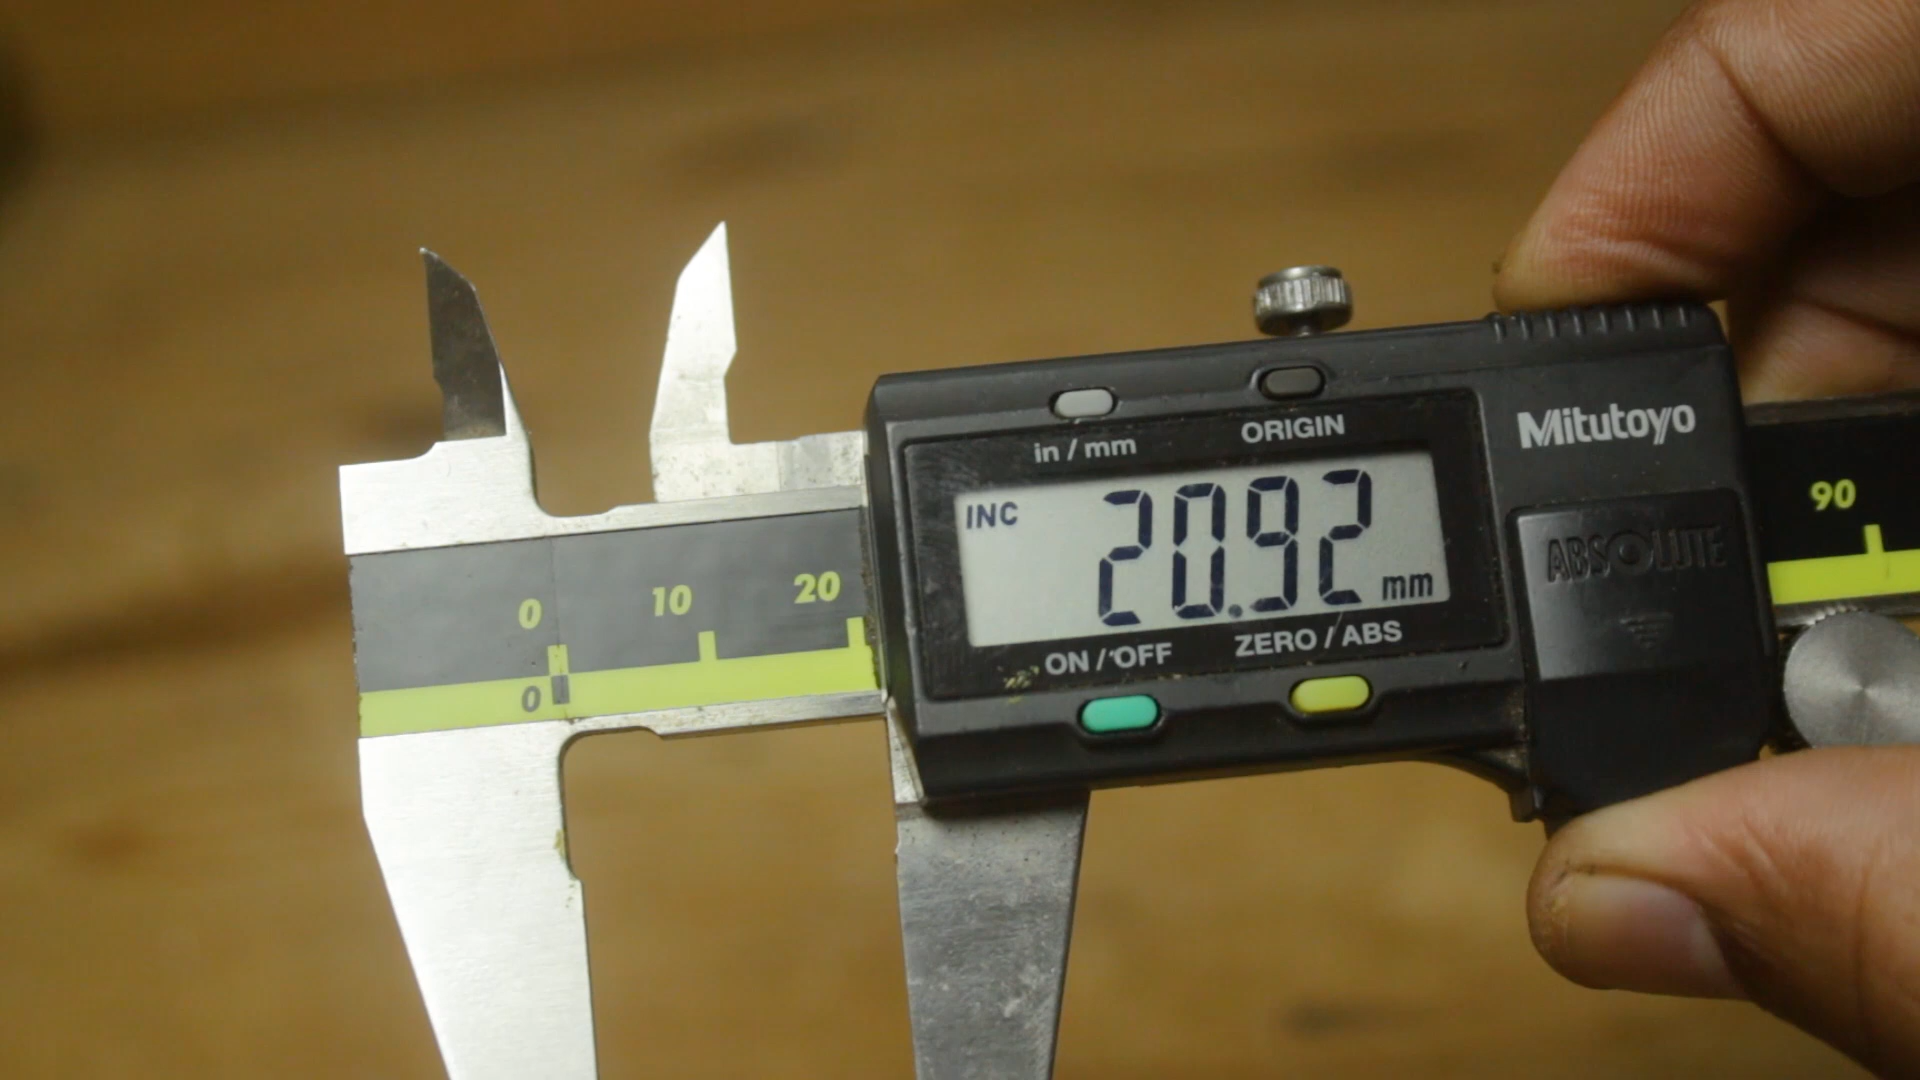 in / mm
ORIGIN
Mitutoyo
INC 20.92 mm
ABSOLUTE
ON / OFF
ZERO / ABS
0 10 20
0
90